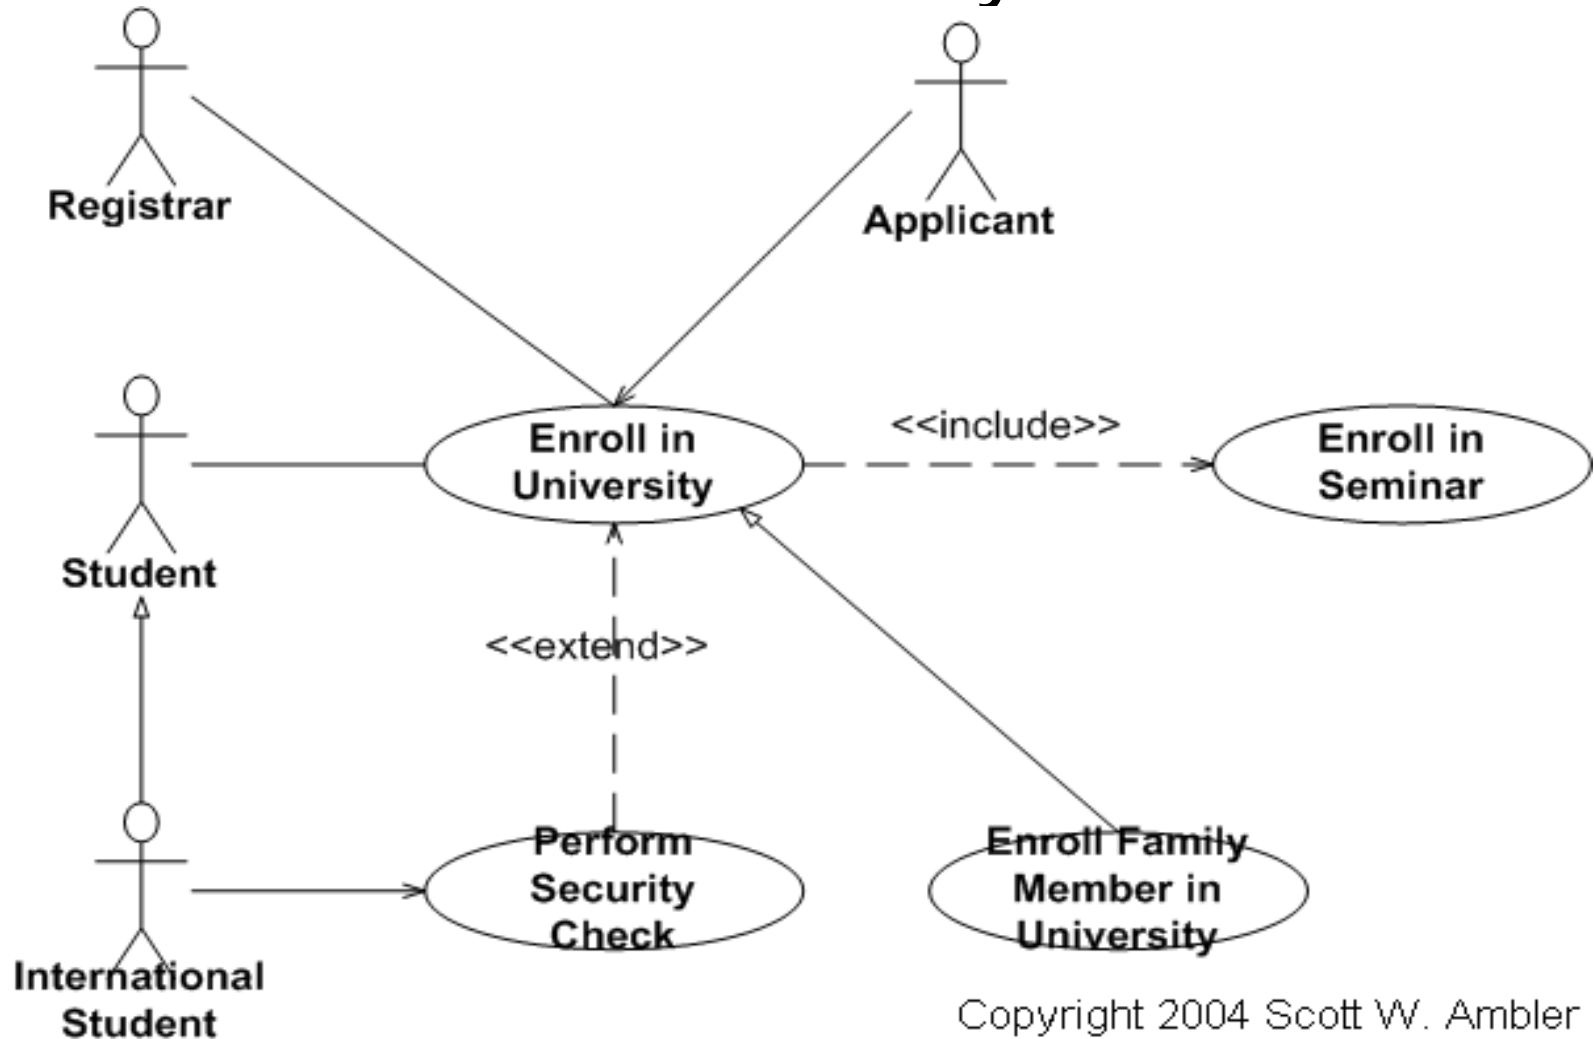 Registrar
Applicant
<<include>>
Enroll in
University
Enroll in
Seminar
Student
<<extend>>
Perform
Security
Check
Enroll Family
Member in
University
International
Student
Copyright 2004 Scott W. Ambler